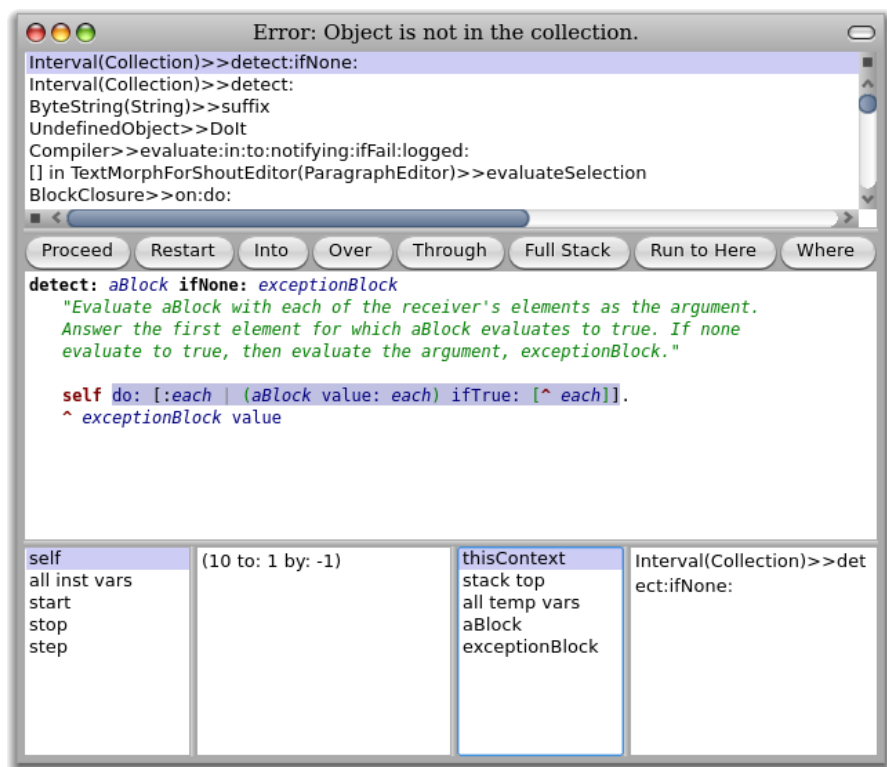 Error: Object is not in the collection.
Interval(Collection)>>detect:ifNone:
Interval(Collection)>>detect:
ByteString(String)>>suffix
UndefinedObject>>DoIt
Compiler>>evaluate:in:to:notifying:ifFail:logged:
[] in TextMorphForShoutEditor(ParagraphEditor)>>evaluateSelection
BlockClosure>>on:do:
Proceed Restart Into Over Through Full Stack Run to Here Where
detect: aBlock ifNone: exceptionBlock
"Evaluate aBlock with each of the receiver's elements as the argument.
Answer the first element for which aBlock evaluates to true. If none
evaluate to true, then evaluate the argument, exceptionBlock."
self do: [:each | (aBlock value: each) ifTrue: [^ each]].
^ exceptionBlock value
self
all inst vars
start
stop
step
(10 to: 1 by: -1)
thisContext
stack top
all temp vars
aBlock
exceptionBlock
Interval(Collection)>>det
ect:ifNone: